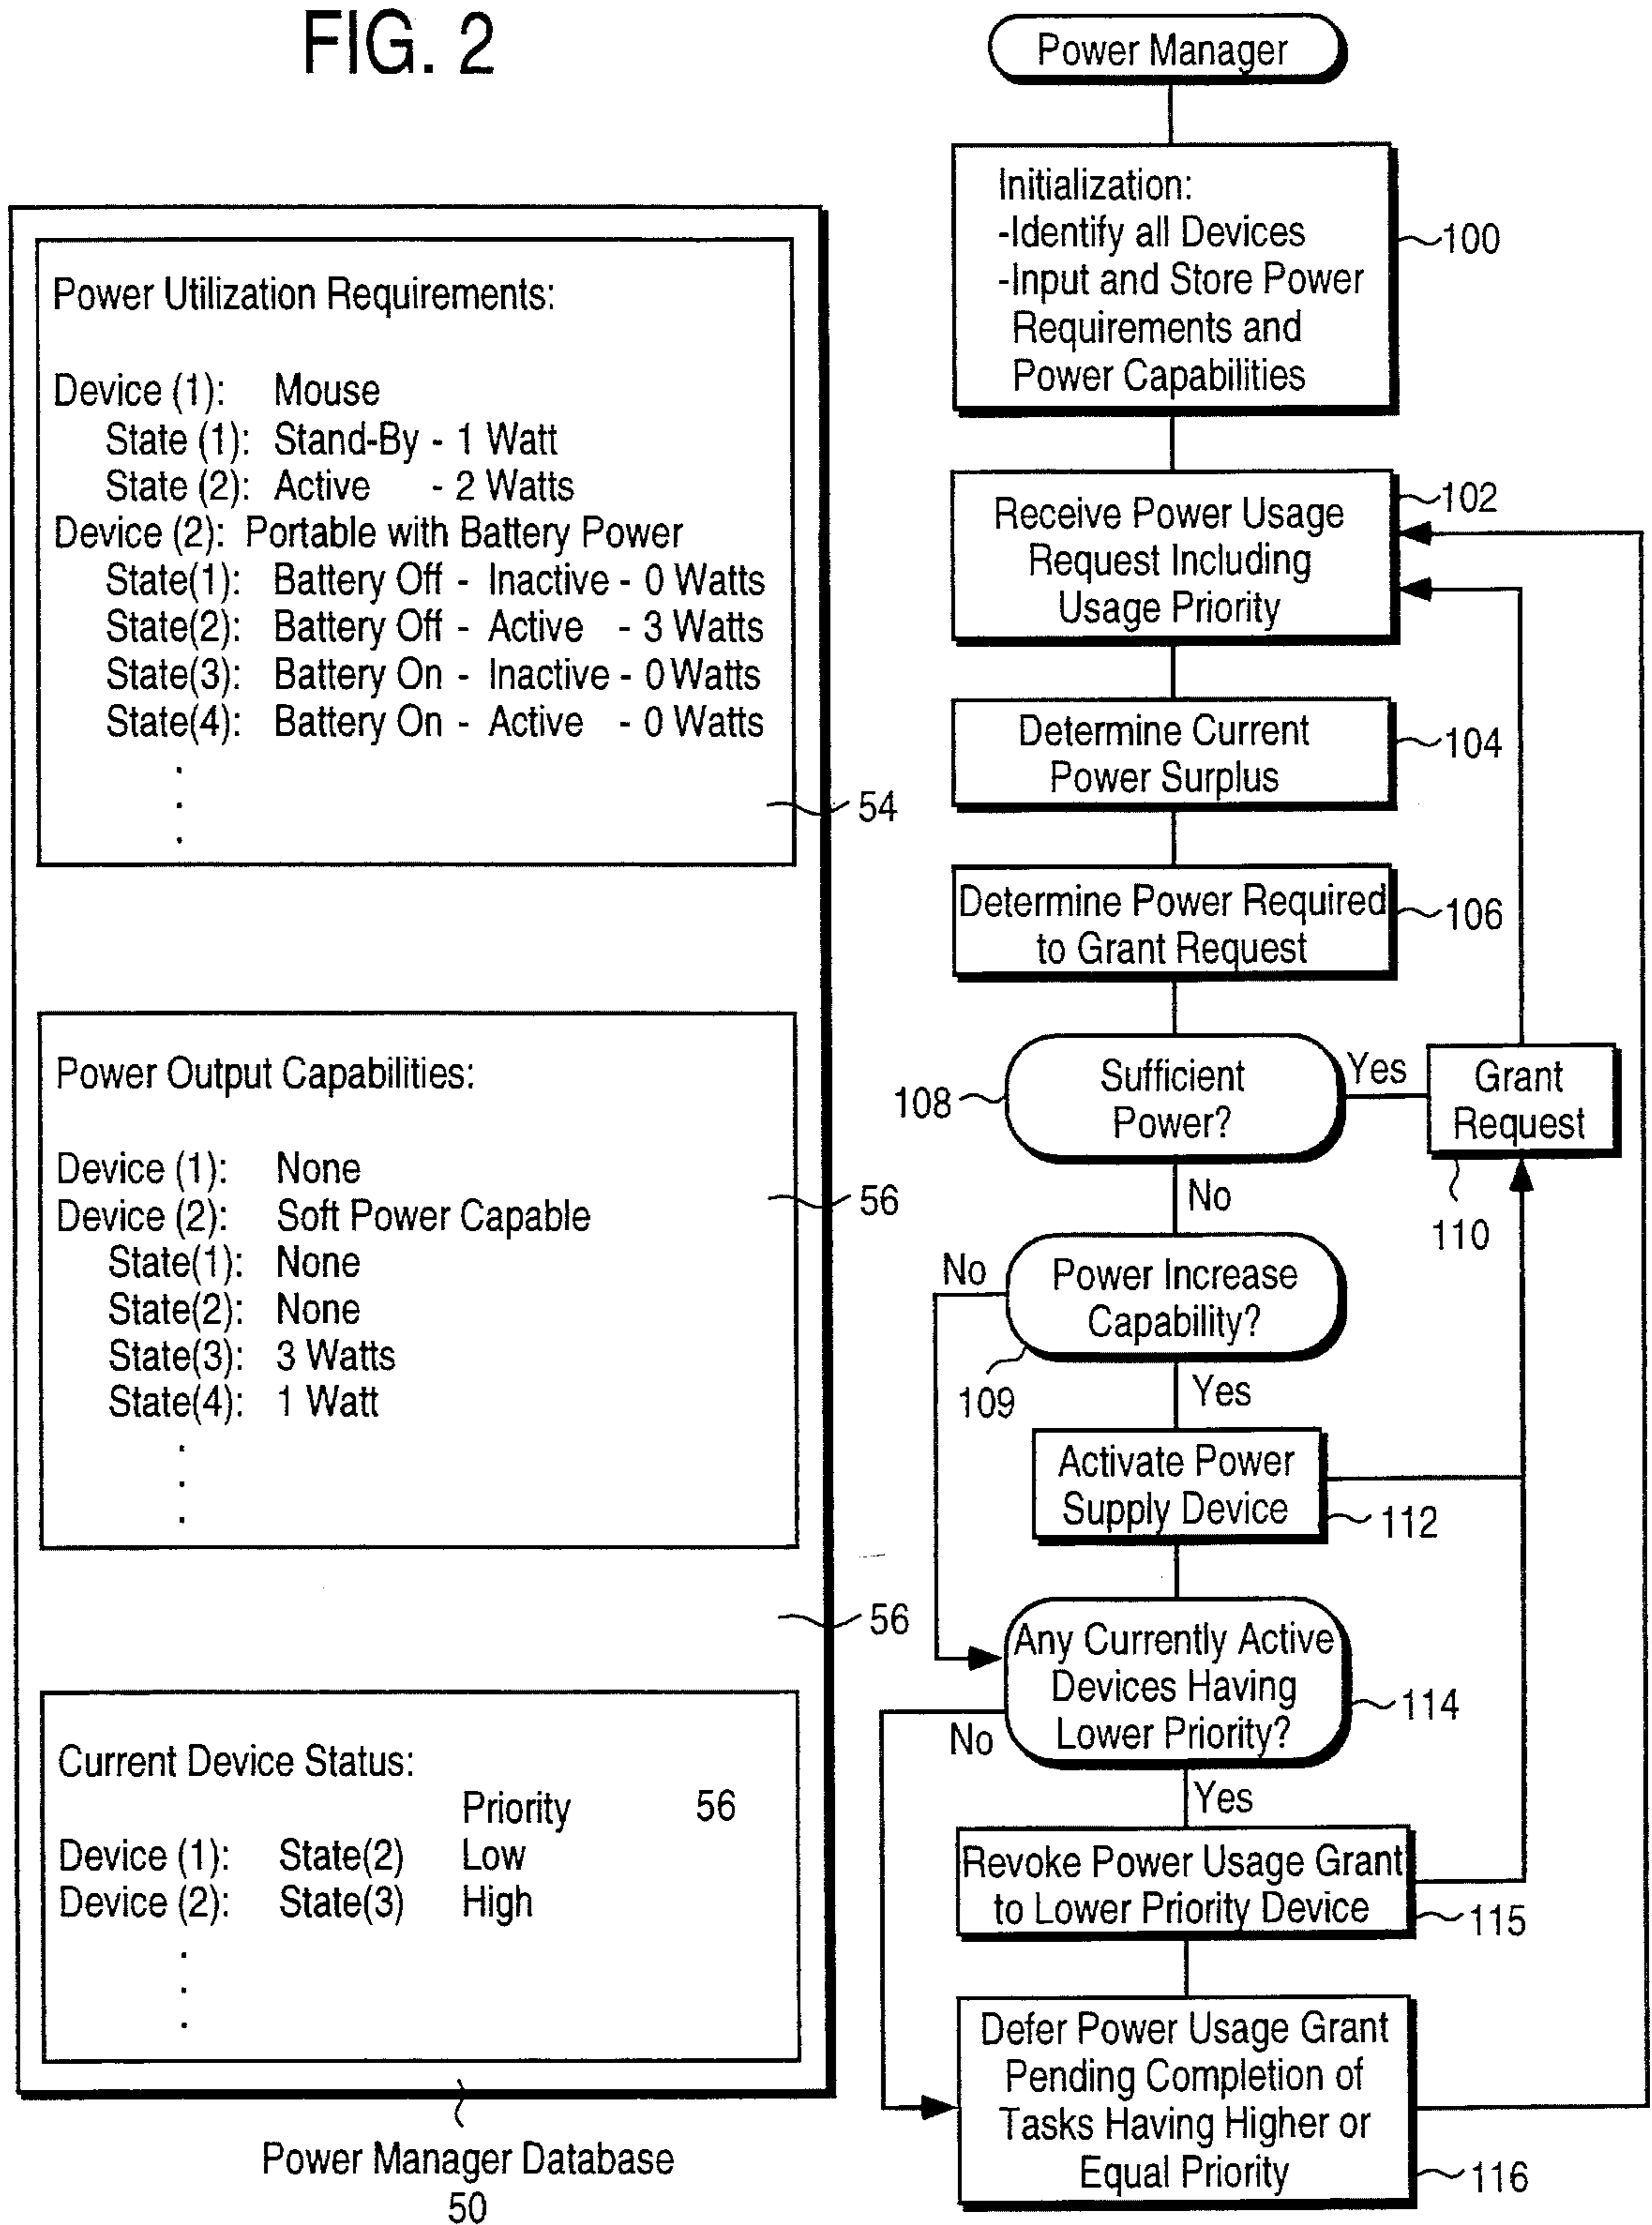 FIG. 2
Power Utilization Requirements:
Device (1): Mouse
State (1): Stand-By - 1 Watt
State (2): Active - 2 Watts
Device (2): Portable with Battery Power
State(1): Battery Off - Inactive - 0 Watts
State(2): Battery Off - Active - 3 Watts
State(3): Battery On - Inactive - 0 Watts
State(4): Battery On - Active - 0 Watts
54
Power Output Capabilities:
Device (1): None
Device (2): Soft Power Capable
State(1): None
State(2): None
State(3): 3 Watts
State(4): 1 Watt
56
56
Current Device Status:
Priority 56
Device (1): State(2) Low
Device (2): State(3) High
Power Manager Database
50
Power Manager
Initialization:
-Identify all Devices
-Input and Store Power
Requirements and
Power Capabilities
100
Receive Power Usage
Request Including
Usage Priority
102
Determine Current
Power Surplus
104
Determine Power Required
to Grant Request
106
Sufficient
Power?
108
Yes
Grant
Request
110
No
Power Increase
Capability?
109
No
Yes
Activate Power
Supply Device
112
Any Currently Active
Devices Having
Lower Priority?
114
No
Yes
Revoke Power Usage Grant
to Lower Priority Device
115
Defer Power Usage Grant
Pending Completion of
Tasks Having Higher or
Equal Priority
116